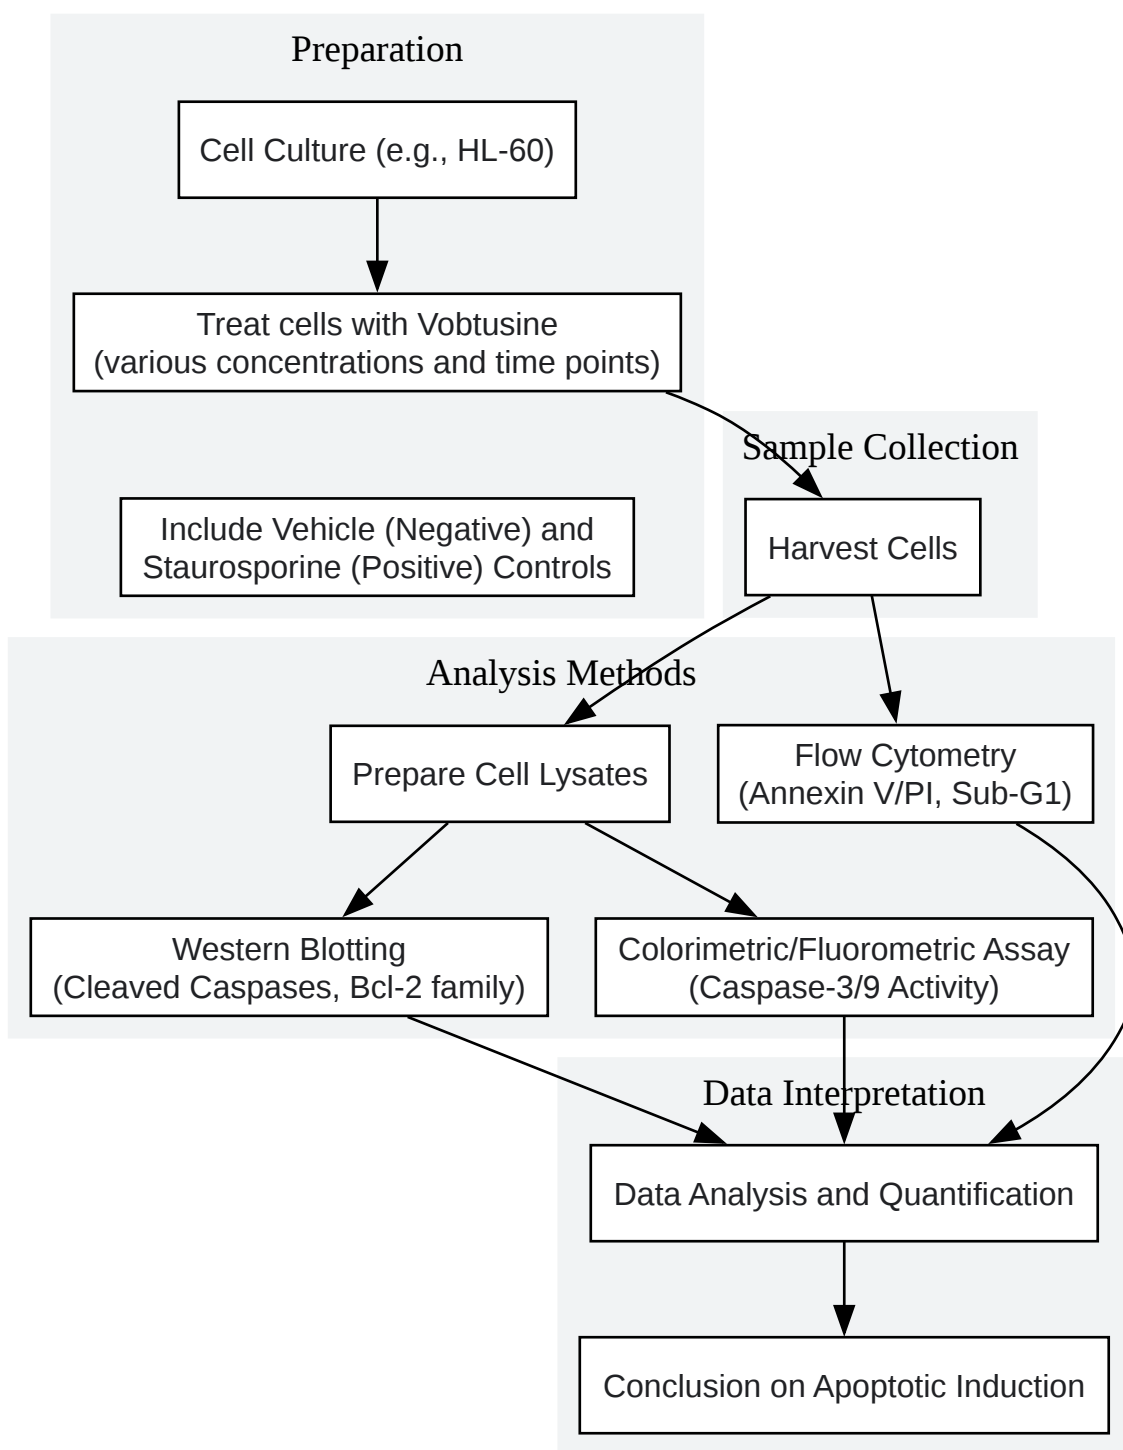 Preparation
Cell Culture (e.g., HL-60)
Treat cells with Vobtusine
(various concentrations and time points)
Sample Collection
Include Vehicle (Negative) and
Staurosporine (Positive) Controls
Harvest Cells
Analysis Methods
Prepare Cell Lysates
Flow Cytometry
(Annexin V/PI, Sub-G1)
Western Blotting
(Cleaved Caspases, Bcl-2 family)
Colorimetric/Fluorometric Assay
(Caspase-3/9 Activity)
Data Interpretation
Data Analysis and Quantification
Conclusion on Apoptotic Induction